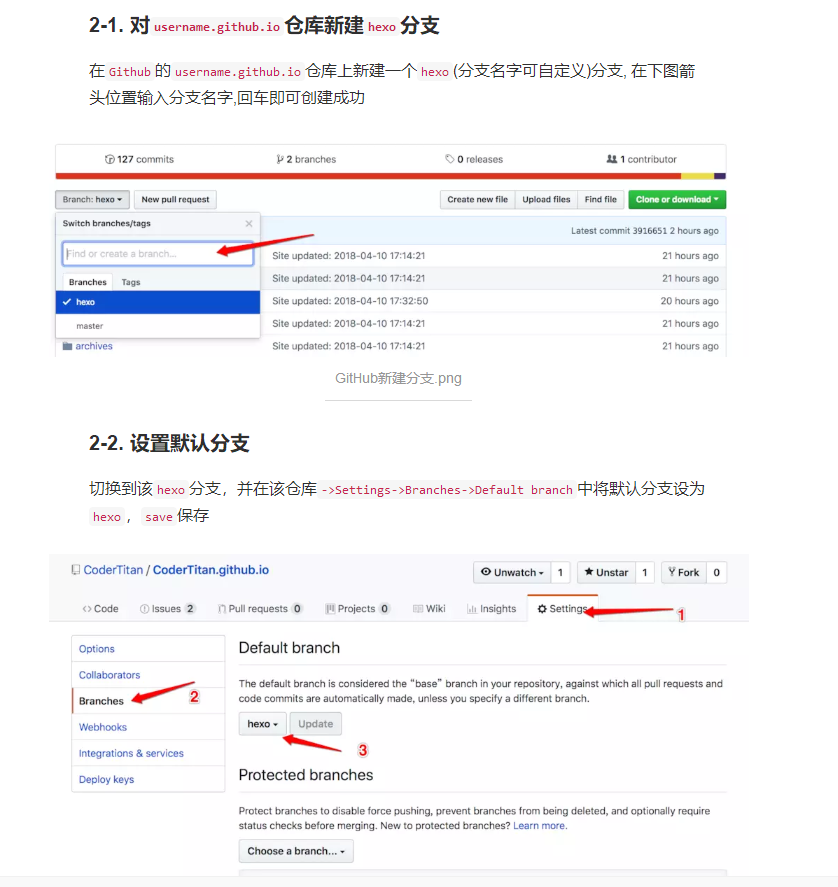 2-1. 对 username.github.io 仓库新建 hexo 分支
在 Github 的 username.github.io 仓库上新建一个 hexo (分支名字可自定义)分支, 在下图箭
头位置输入分支名字,回车即可创建成功
127 commits 2 branches 0 releases 1 contributor
Branch: hexo New pull request Create new file Upload files Find file Clone or download
Switch branches/tags
Latest commit 3916651 2 hours ago
Find or create a branch...
Site updated: 2018-04-10 17:14:21 21 hours ago
Branches Tags
Site updated: 2018-04-10 17:14:21 21 hours ago
hexo
Site updated: 2018-04-10 17:32:50 20 hours ago
master
Site updated: 2018-04-10 17:14:21 21 hours ago
archives Site updated: 2018-04-10 17:14:21 21 hours ago
GitHub新建分支.png
2-2. 设置默认分支
切换到该 hexo 分支，并在该仓库 ->Settings->Branches->Default branch 中将默认分支设为
hexo ， save 保存
CoderTitan / CoderTitan.github.io Unwatch 1 Unstar 1 Fork 0
Code Issues 2 Pull requests 0 Projects 0 Wiki Insights Settings 1
Options
Collaborators
Branches 2
Webhooks
Integrations & services
Deploy keys
Default branch
The default branch is considered the “base” branch in your repository, against which all pull requests and
code commits are automatically made, unless you specify a different branch.
hexo Update
3
Protected branches
Protect branches to disable force pushing, prevent branches from being deleted, and optionally require
status checks before merging. New to protected branches? Learn more.
Choose a branch...